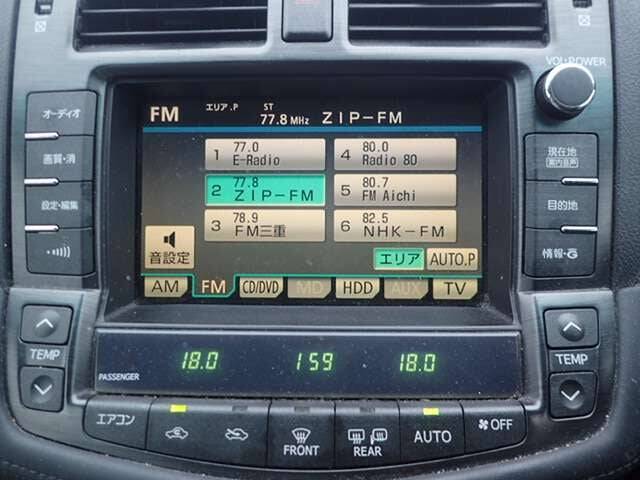 VOL·POWER
FM エリア.P ST 77.8 MHz ZIP-FM
オーディオ
画質・消
設定・編集
1 77.0 E-Radio
4 80.0 Radio 80
2 77.8 ZIP-FM
5 80.7 FM Aichi
3 78.9 FM三重
6 82.5 NHK-FM
音設定
エリア AUTO.P
AM FM CD/DVD MD HDD AUX TV
現在地
案内音声
目的地
情報・G
TEMP
TEMP
18.0 1:59 18.0
PASSENGER
エアコン
FRONT
REAR
AUTO
OFF